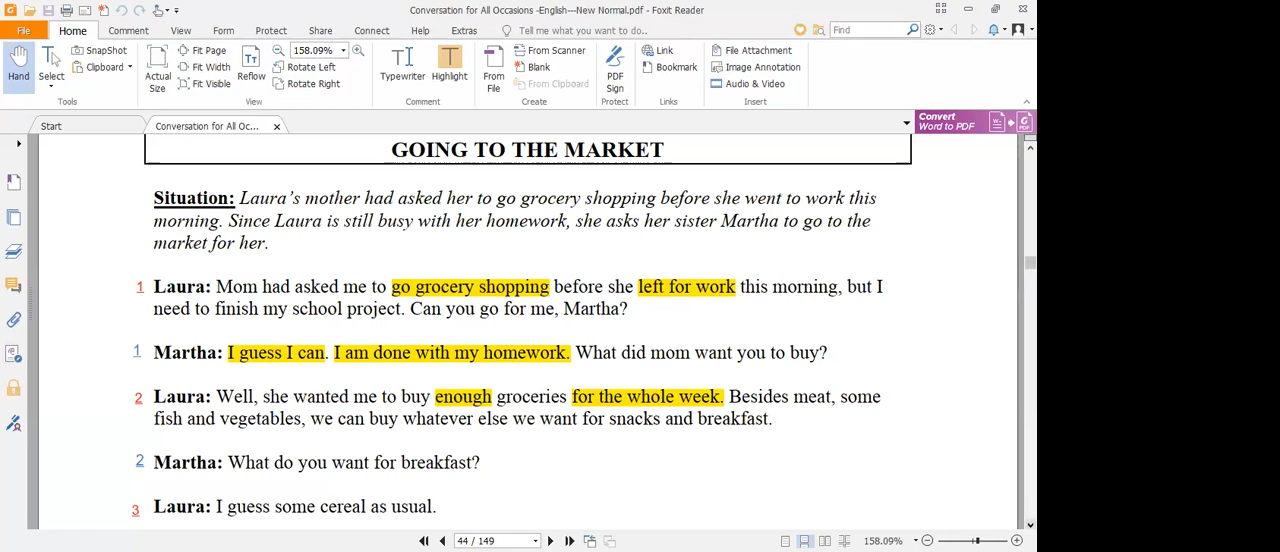 Conversation for All Occasions -English---New Normal.pdf - Foxit Reader
File Home Comment View Form Protect Share Connect Help Extras Tell me what you want to do.. Find
Hand
Select
SnapShot
Clipboard
Actual Size
Fit Page
Fit Width
Fit Visible
Reflow
158.09%
Rotate Left
Rotate Right
Typewriter
Highlight
From File
From Scanner
Blank
From Clipboard
PDF Sign
Link
Bookmark
File Attachment
Image Annotation
Audio & Video
Tools View Comment Create Protect Links Insert
Start Conversation for All Occ...
Convert
Word to PDF
GOING TO THE MARKET
Situation: Laura's mother had asked her to go grocery shopping before she went to work this
morning. Since Laura is still busy with her homework, she asks her sister Martha to go to the
market for her.
1 Laura: Mom had asked me to go grocery shopping before she left for work this morning, but I
need to finish my school project. Can you go for me, Martha?
1 Martha: I guess I can. I am done with my homework. What did mom want you to buy?
2 Laura: Well, she wanted me to buy enough groceries for the whole week. Besides meat, some
fish and vegetables, we can buy whatever else we want for snacks and breakfast.
2 Martha: What do you want for breakfast?
3 Laura: I guess some cereal as usual.
44 / 149 158.09%